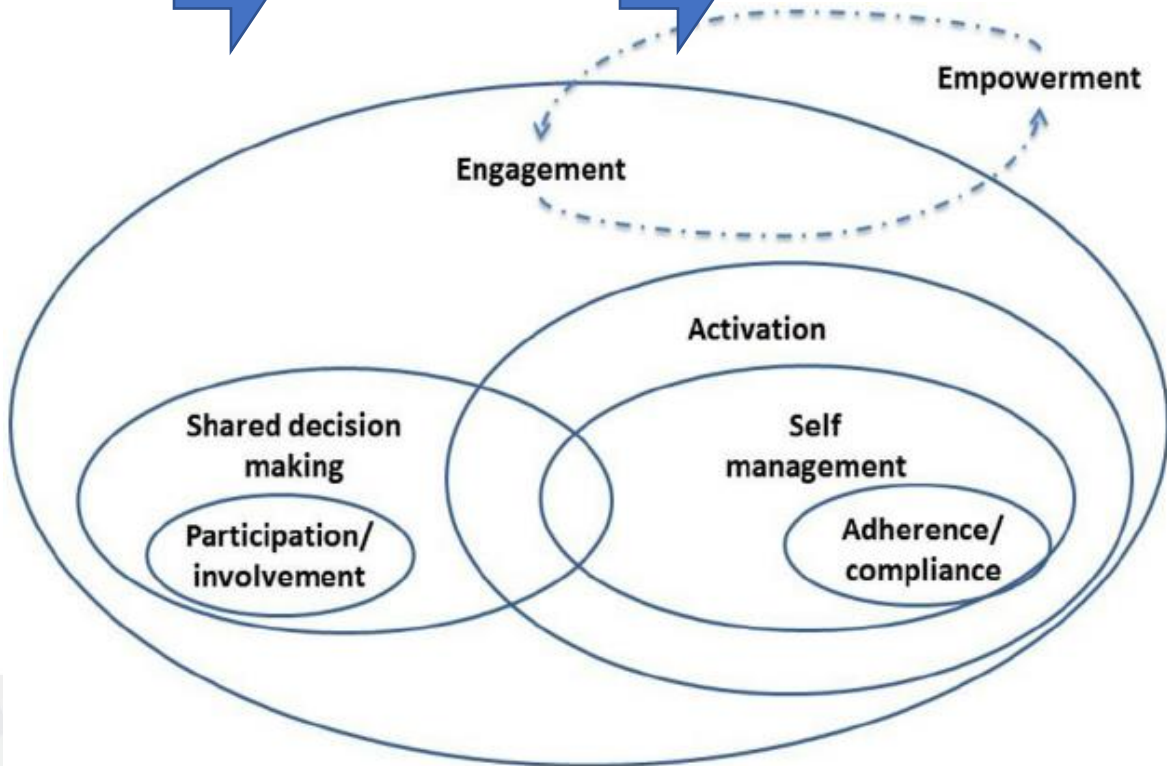 Empowerment
Engagement
Activation
Shared decision
making
Self
management
Participation/
involvement
Adherence/
compliance